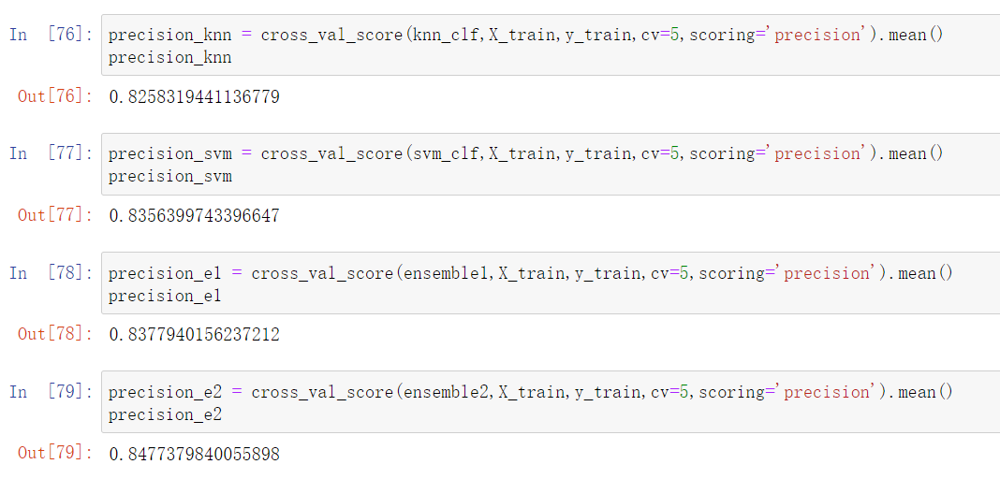 In [76]: precision_knn = cross_val_score(knn_clf,X_train,y_train,cv=5,scoring='precision').mean()
precision_knn
Out[76]: 0.8258319441136779
In [77]: precision_svm = cross_val_score(svm_clf,X_train,y_train,cv=5,scoring='precision').mean()
precision_svm
Out[77]: 0.8356399743396647
In [78]: precision_e1 = cross_val_score(ensemble1,X_train,y_train,cv=5,scoring='precision').mean()
precision_e1
Out[78]: 0.8377940156237212
In [79]: precision_e2 = cross_val_score(ensemble2,X_train,y_train,cv=5,scoring='precision').mean()
precision_e2
Out[79]: 0.8477379840055898